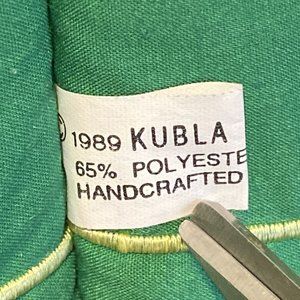 © 1989 KUBLA
65% POLYESTE
HANDCRAFTED